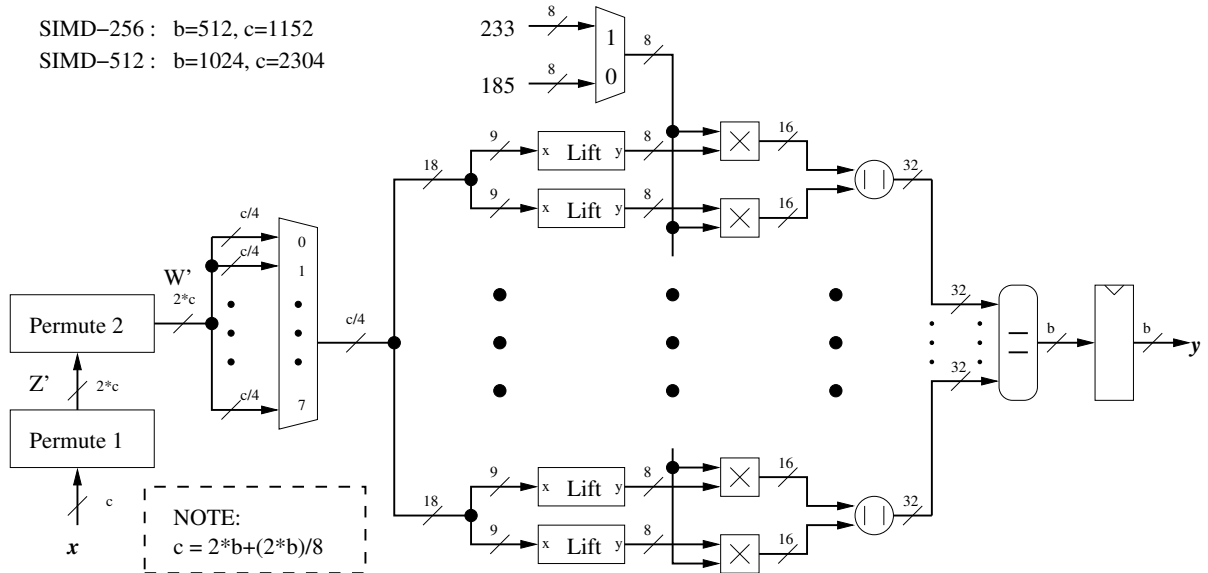 SIMD−256 : b=512, c=1152
SIMD−512 : b=1024, c=2304
233
8
185
8
1
0
8
9
x Lift y
8
16
18
32
9
x Lift y
8
16
c/4
0
c/4
1
W'
2*c
Permute 2
c/4
7
c/4
Z'
2*c
Permute 1
c
x
NOTE:
c = 2*b+(2*b)/8
32
32
b
b
y
9
x Lift y
8
16
18
32
9
x Lift y
8
16